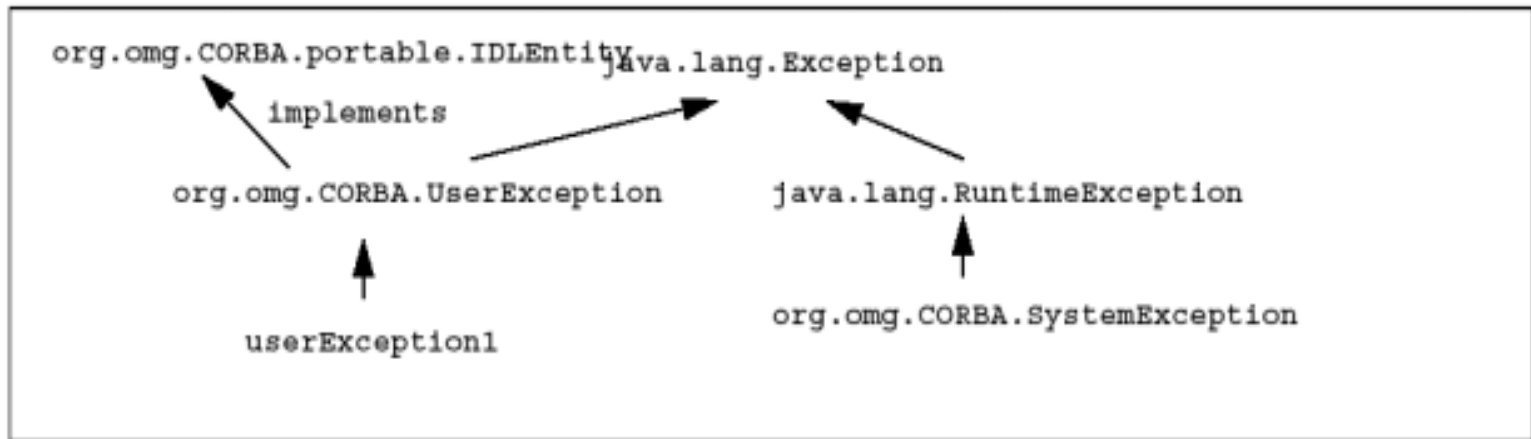 org.omg.CORBA.portable.IDLEntity
java.lang.Exception
implements
org.omg.CORBA.UserException
java.lang.RuntimeException
org.omg.CORBA.SystemException
userException1